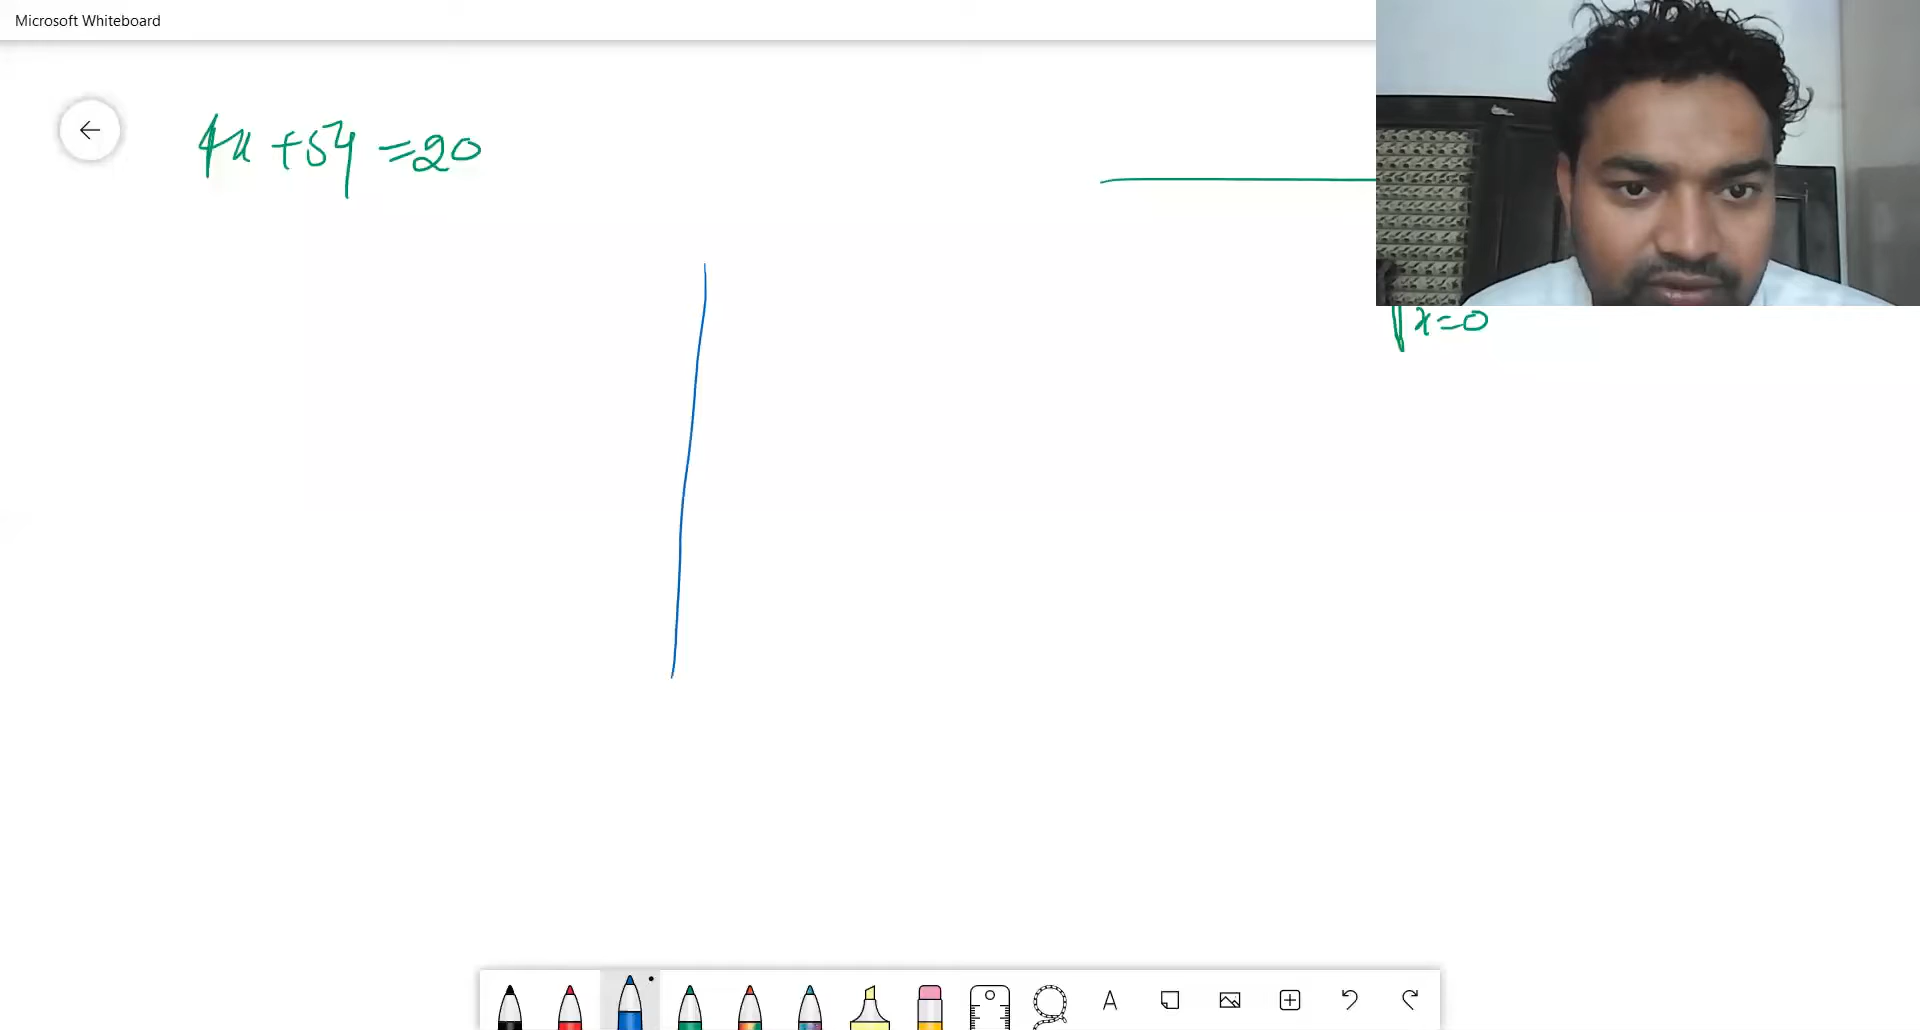 Microsoft Whiteboard
4x + 5y = 20
x = 0